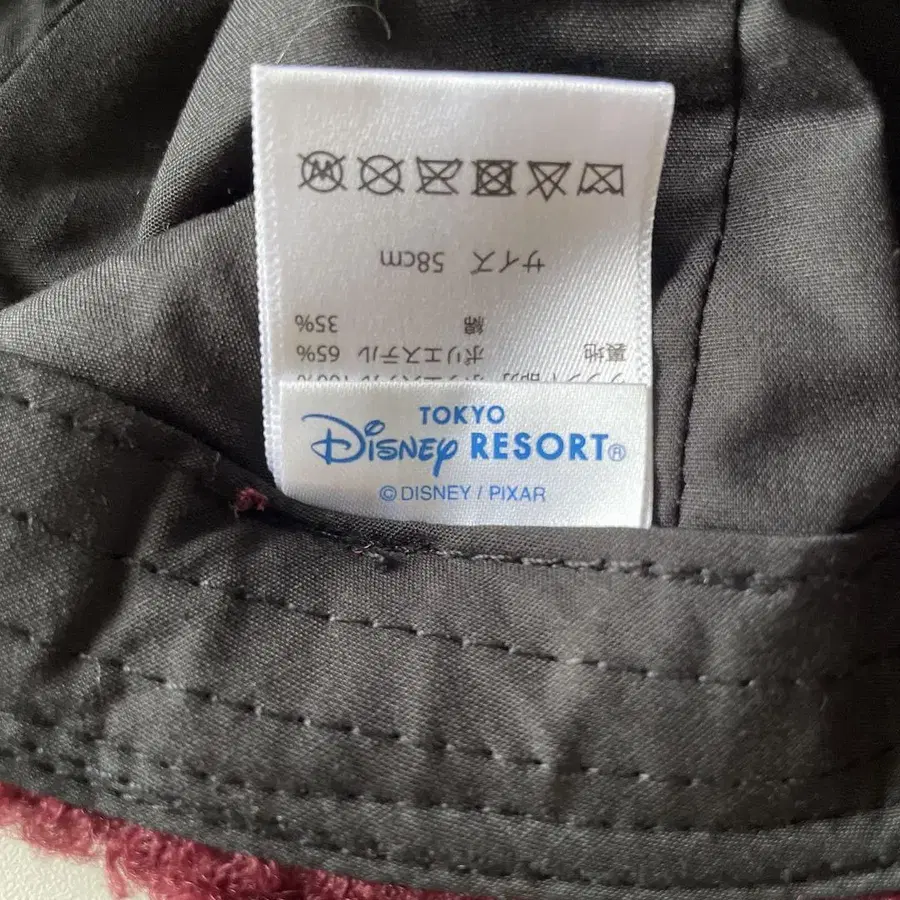 裏地 ポリエステル 65%
綿 35%
サイズ 58cm
TOKYO
Disney RESORT®
© DISNEY / PIXAR